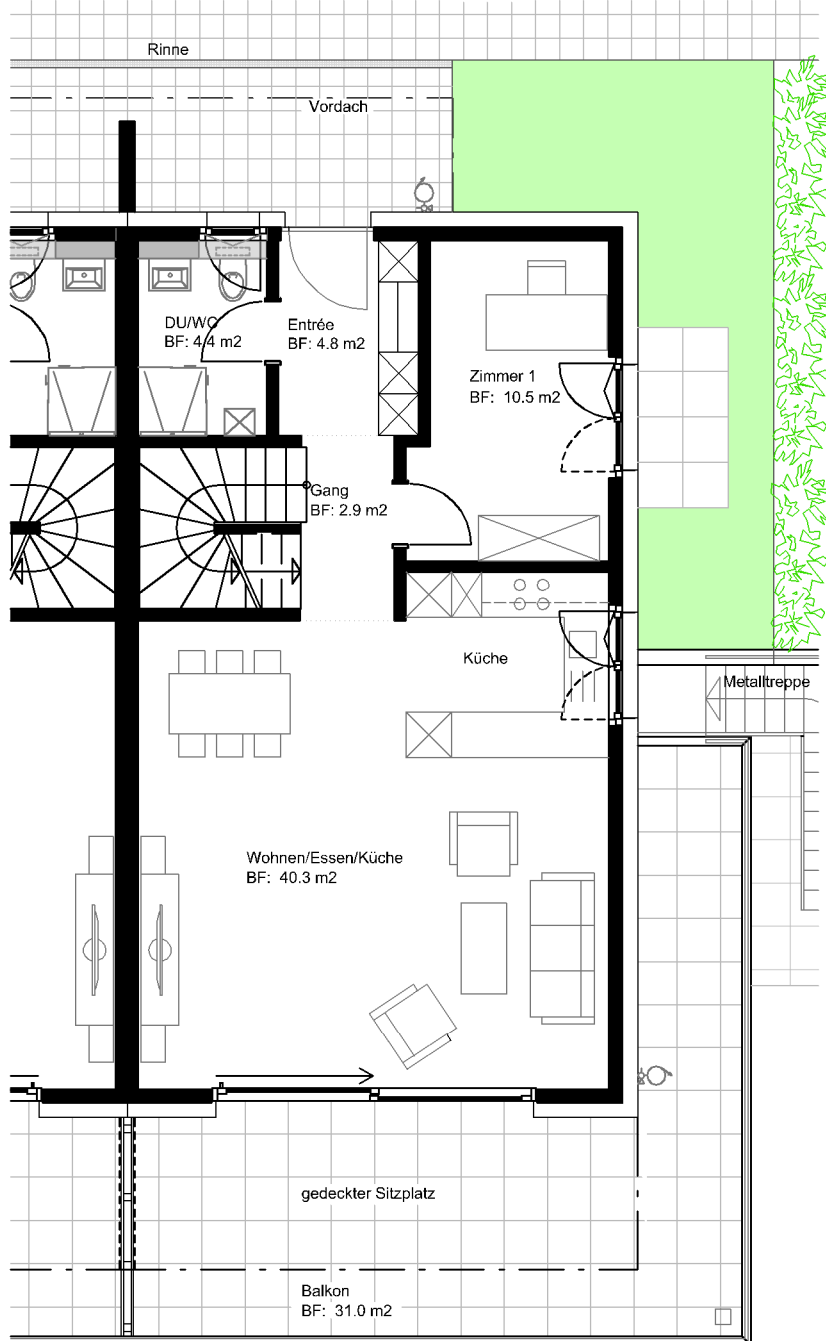 Rinne
Vordach
DU/WC
BF: 4.4 m2
Entrée
BF: 4.8 m2
Zimmer 1
BF: 10.5 m2
Gang
BF: 2.9 m2
Küche
Metalltreppe
Wohnen/Essen/Küche
BF: 40.3 m2
gedeckter Sitzplatz
Balkon
BF: 31.0 m2